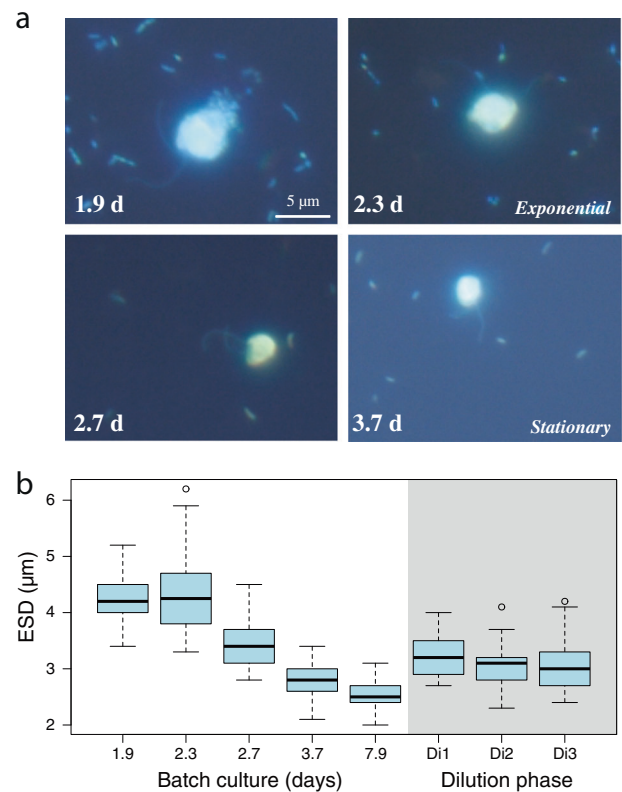 a
1.9 d
5 µm
2.3 d
Exponential
2.7 d
3.7 d
Stationary
b
ESD (µm)
6
5
4
3
2
1.9 2.3 2.7 3.7 7.9 Di1 Di2 Di3
Batch culture (days) Dilution phase